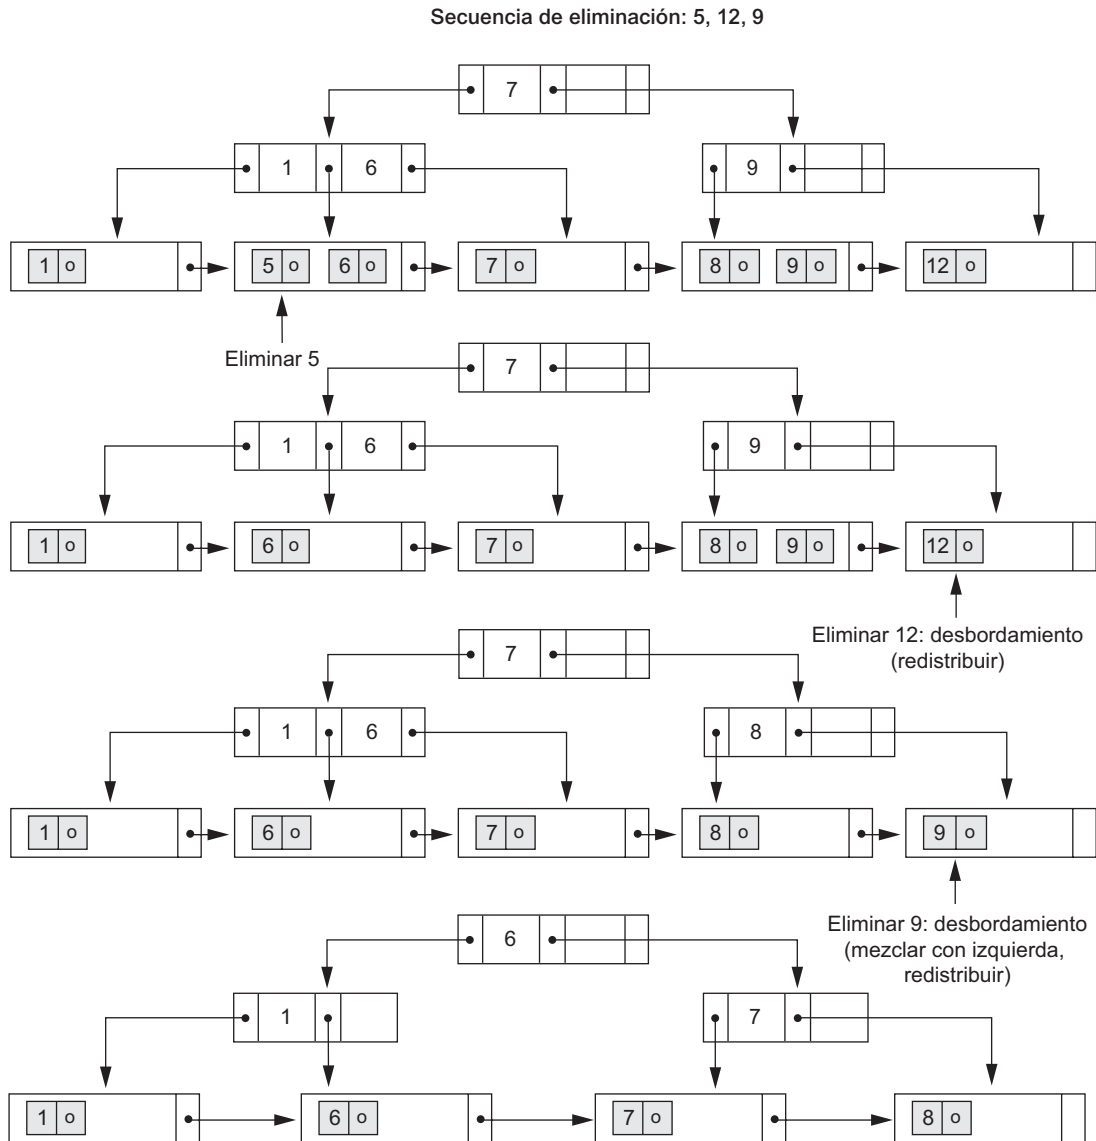 Secuencia de eliminación: 5, 12, 9
7
1 6
9
1 o
5 o 6 o
7 o
8 o 9 o
12 o
Eliminar 5
7
1 6
9
1 o
6 o
7 o
8 o 9 o
12 o
Eliminar 12: desbordamiento
(redistribuir)
7
1 6
8
1 o
6 o
7 o
8 o
9 o
Eliminar 9: desbordamiento
(mezclar con izquierda,
redistribuir)
6
1
7
1 o
6 o
7 o
8 o